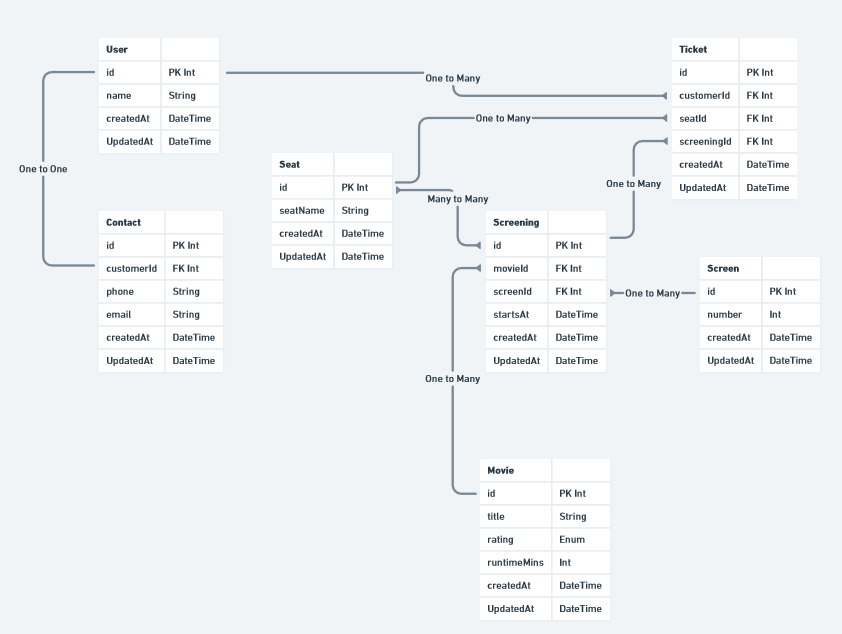 User
id PK Int
name String
createdAt DateTime
UpdatedAt DateTime
One to One
Contact
id PK Int
customerId FK Int
phone String
email String
createdAt DateTime
UpdatedAt DateTime
One to Many
One to Many
Seat
id PK Int
seatName String
createdAt DateTime
UpdatedAt DateTime
Many to Many
Ticket
id PK Int
customerId FK Int
seatId FK Int
screeningId FK Int
createdAt DateTime
UpdatedAt DateTime
One to Many
Screening
id PK Int
movieId FK Int
screenId FK Int
startsAt DateTime
createdAt DateTime
UpdatedAt DateTime
One to Many
Screen
id PK Int
number Int
createdAt DateTime
UpdatedAt DateTime
One to Many
Movie
id PK Int
title String
rating Enum
runtimeMins Int
createdAt DateTime
UpdatedAt DateTime